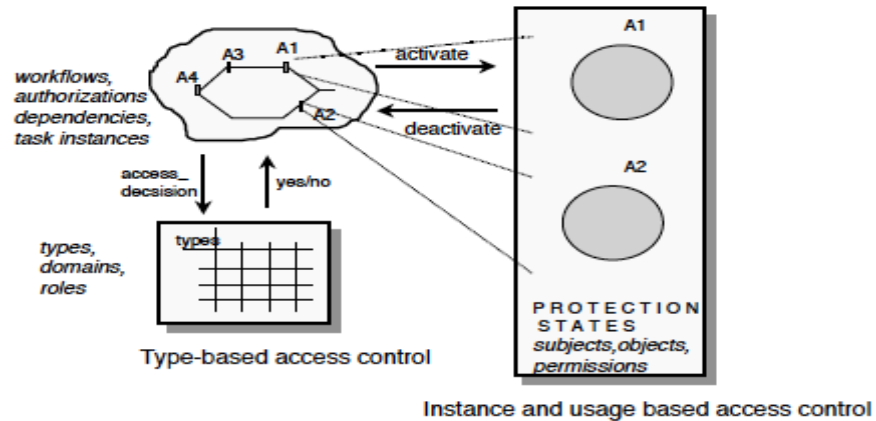 A1
A3
A1
A4
activate
workflows,
authorizations
dependencies,
task instances
A2
deactivate
access_
decsision
yes/no
A2
types
types,
domains,
roles
PROTECTION
STATES
subjects,objects,
permissions
Type-based access control
Instance and usage based access control